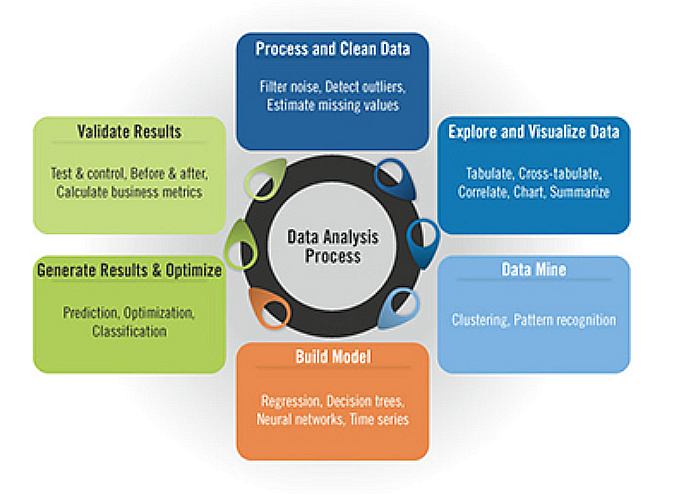 Process and Clean Data
Filter noise, Detect outliers,
Estimate missing values
Explore and Visualize Data
Tabulate, Cross-tabulate,
Correlate, Chart, Summarize
Data Mine
Clustering, Pattern recognition
Build Model
Regression, Decision trees,
Neural networks, Time series
Generate Results & Optimize
Prediction, Optimization,
Classification
Validate Results
Test & control, Before & after,
Calculate business metrics
Data Analysis
Process